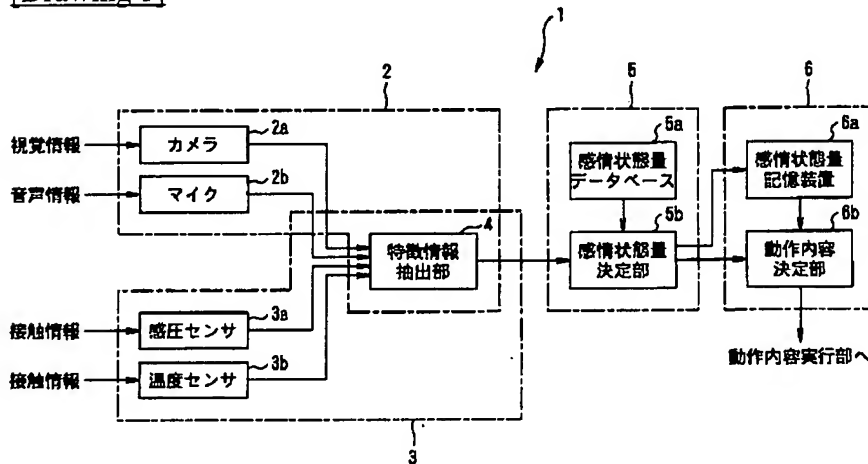 1
2
5
6
視覚情報
カメラ
2a
音声情報
マイク
2b
感情状態量
データベース
5a
感情状態量
記憶装置
6a
特徴情報
抽出部
4
感情状態量
決定部
5b
動作内容
決定部
6b
接触情報
感圧センサ
3a
接触情報
温度センサ
3b
動作内容実行部へ
3